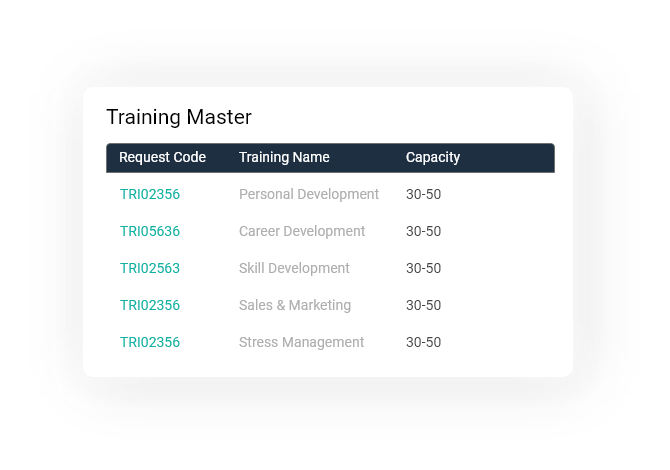 Training Master
Request Code Training Name Capacity
TRI02356 Personal Development 30-50
TRI05636 Career Development 30-50
TRI02563 Skill Development 30-50
TRI02356 Sales & Marketing 30-50
TRI02356 Stress Management 30-50